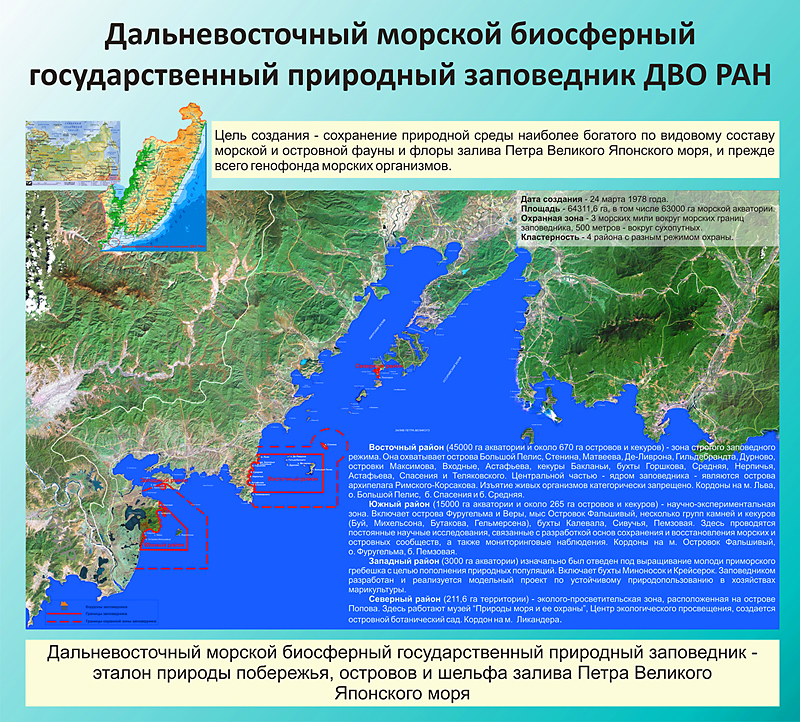 Дальневосточный морской биосферный
государственный природный заповедник ДВО РАН
Цель создания - сохранение природной среды наиболее богатого по видовому составу
морской и островной фауны и флоры залива Петра Великого Японского моря, и прежде
всего генофонда морских организмов.
Дата создания - 24 марта 1978 года.
Площадь - 64311,6 га, в том числе 63000 га морской акватории.
Охранная зона - 3 морских мили вокруг морских границ
заповедника, 500 метров - вокруг сухопутных.
Кластерность - 4 района с разным режимом охраны.
Восточный район (45000 га акватории и около 670 га островов и кекуров) - зона строгого заповедного
режима. Она охватывает острова Большой Пелис, Стенина, Матвеева, Де-Ливрона, Гильдебрандта, Дурново,
островки Максимова, Входные, Астафьева, кекуры Бакланьи, бухты Горшкова, Средняя, Нерпичья,
Астафьева, Спасения и Теляковского. Центральной частью - ядром заповедника - являются острова
архипелага Римского-Корсакова. Изъятие живых организмов категорически запрещено. Кордоны на м. Льва,
о. Большой Пелис, б. Спасения и б. Средняя.
Южный район (15000 га акватории и около 265 га островов и кекуров) - научно-экспериментальная
зона. Включает острова Фуругельма и Веры, мыс Островок Фальшивый, несколько групп камней и кекуров
(Буй, Михельсона, Бутакова, Гельмерсена), бухты Калевала, Сивучья, Пемзовая. Здесь проводятся
постоянные научные исследования, связанные с разработкой основ сохранения и восстановления морских и
островных сообществ, а также мониторинговые наблюдения. Кордоны на м. Островок Фальшивый,
о. Фуругельма, б. Пемзовая.
Западный район (3000 га акватории) изначально был отведен под выращивание молоди приморского
гребешка с целью пополнения природных популяций. Включает бухты Миноносок и Крейсерок. Заповедником
разработан и реализуется модельный проект по устойчивому природопользованию в хозяйствах
марикультуры.
Северный район (211,6 га территории) - эколого-просветительская зона, расположенная на острове
Попова. Здесь работают музей "Природы моря и ее охраны", Центр экологического просвещения, создается
островной ботанический сад. Кордон на м. Ликандера.
Дальневосточный морской биосферный государственный природный заповедник -
эталон природы побережья, островов и шельфа залива Петра Великого
Японского моря